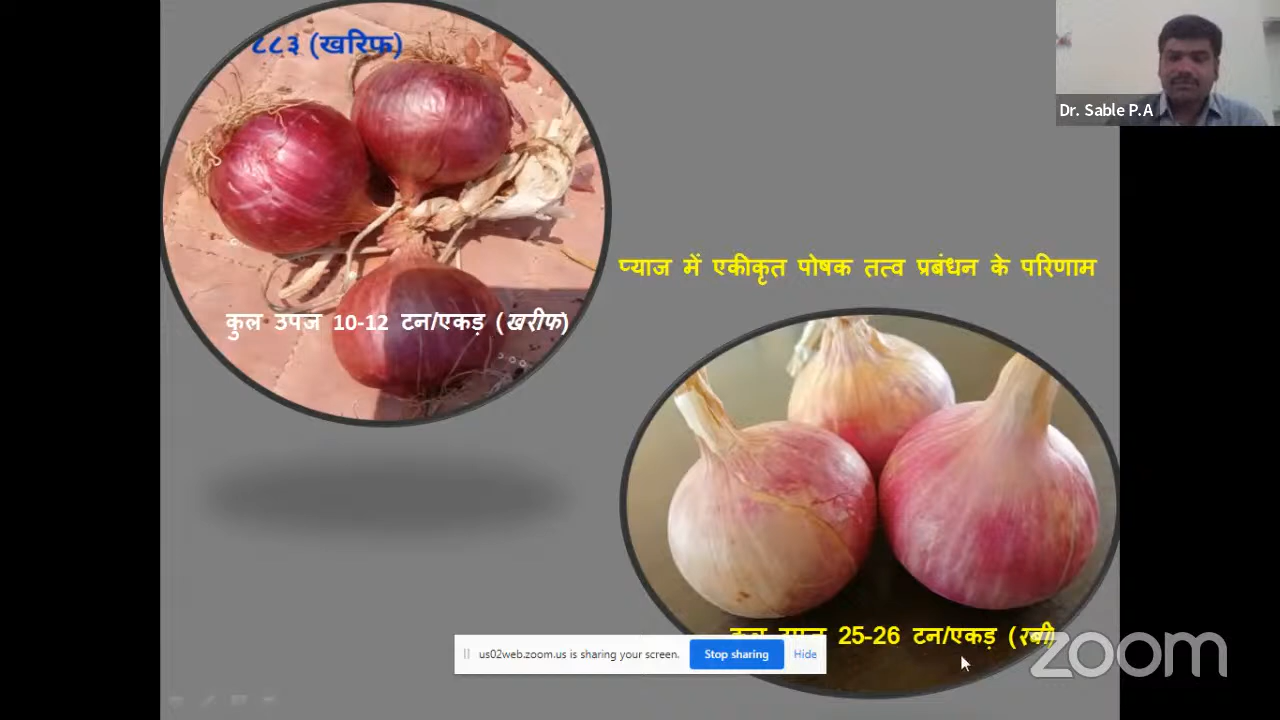 ८८३ (खरिफ)
Dr. Sable P.A
प्याज में एकीकृत पोषक तत्व प्रबंधन के परिणाम
कुल उपज 10-12 टन/एकड़ (खरीफ)
25-26 टन/एकड़ (रबी)
us02web.zoom.us is sharing your screen.
Stop sharing
Hide
zoom